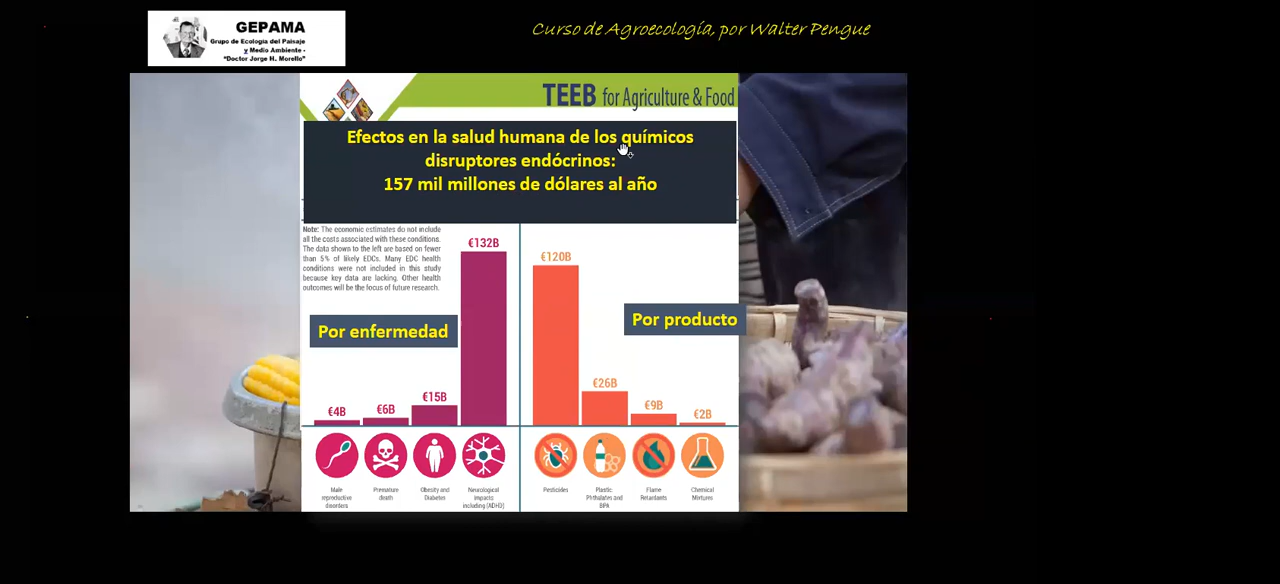 GEPAMA
Grupo de Ecología del Paisaje
y Medio Ambiente -
"Doctor Jorge H. Morello"
Curso de Agroecología, por Walter Pengue
TEEB for Agriculture & Food
Efectos en la salud humana de los químicos
disruptores endócrinos:
157 mil millones de dólares al año
Note: The economic estimates do not include
all the costs associated with these conditions.
The data shown to the left are based on fewer
than 5% of likely EDCs. Many EDC health
conditions were not included in this study
because key data are lacking. Other health
outcomes will be the focus of future research.
Por enfermedad
€4B
€6B
€15B
€132B
Male
reproductive
disorders
Premature
death
Obesity and
Diabetes
Neurological
impacts
including (ADHD)
Por producto
€120B
€26B
€9B
€2B
Pesticides
Plastic
Phthalates and
BPA
Flame
Retardants
Chemical
Mixtures